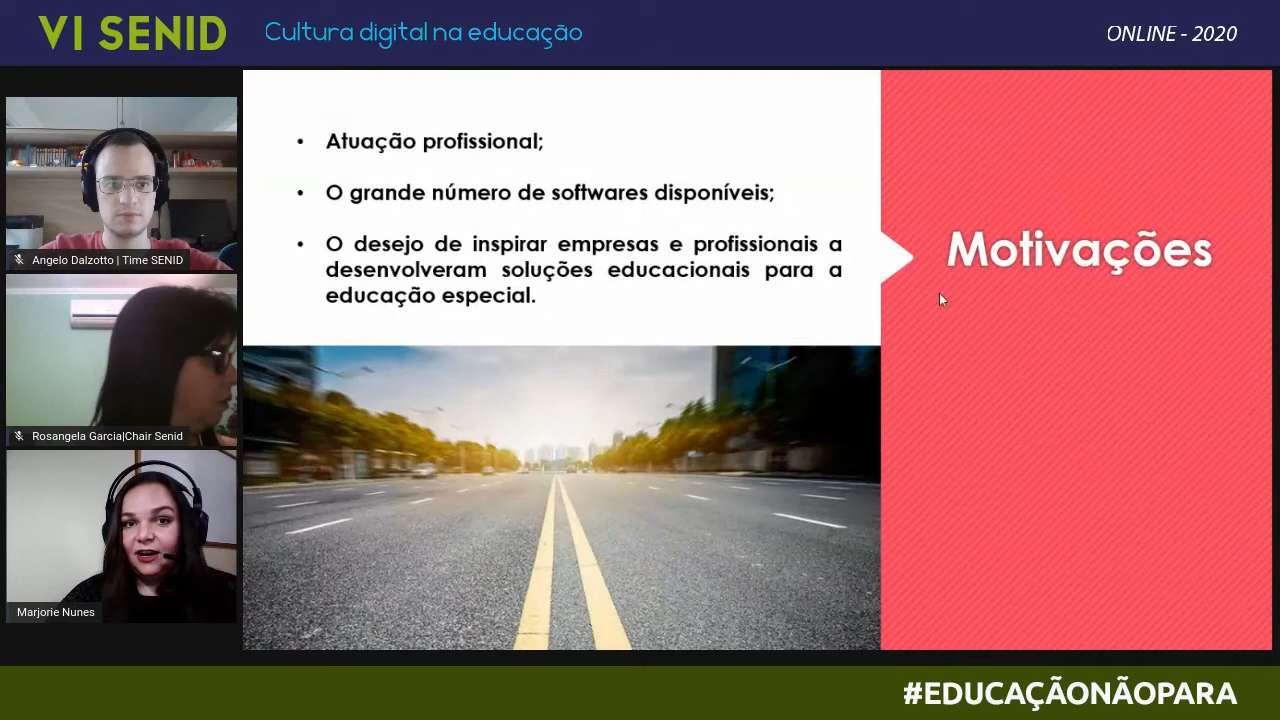 VI SENID
Cultura digital na educação
ONLINE - 2020
Angelo Dalzotto | Time SENID
Rosangela Garcia|Chair Senid
Marjorie Nunes
• Atuação profissional;
• O grande número de softwares disponíveis;
• O desejo de inspirar empresas e profissionais a
desenvolveram soluções educacionais para a
educação especial.
Motivações
#EDUCAÇÃONÃOPARA